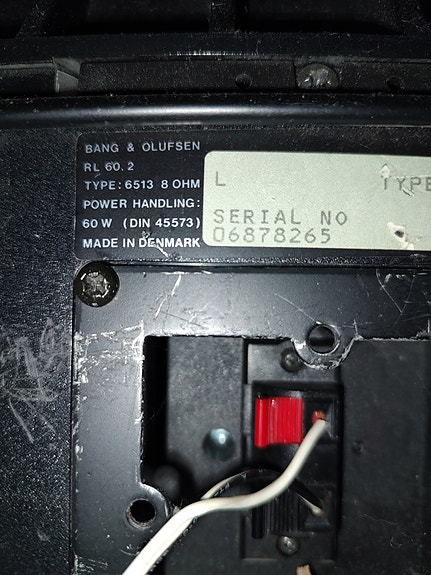 BANG & OLUFSEN
RL 60.2
TYPE: 6513 8 OHM
POWER HANDLING:
60 W (DIN 45573)
MADE IN DENMARK
L TYPE
SERIAL NO
06878265